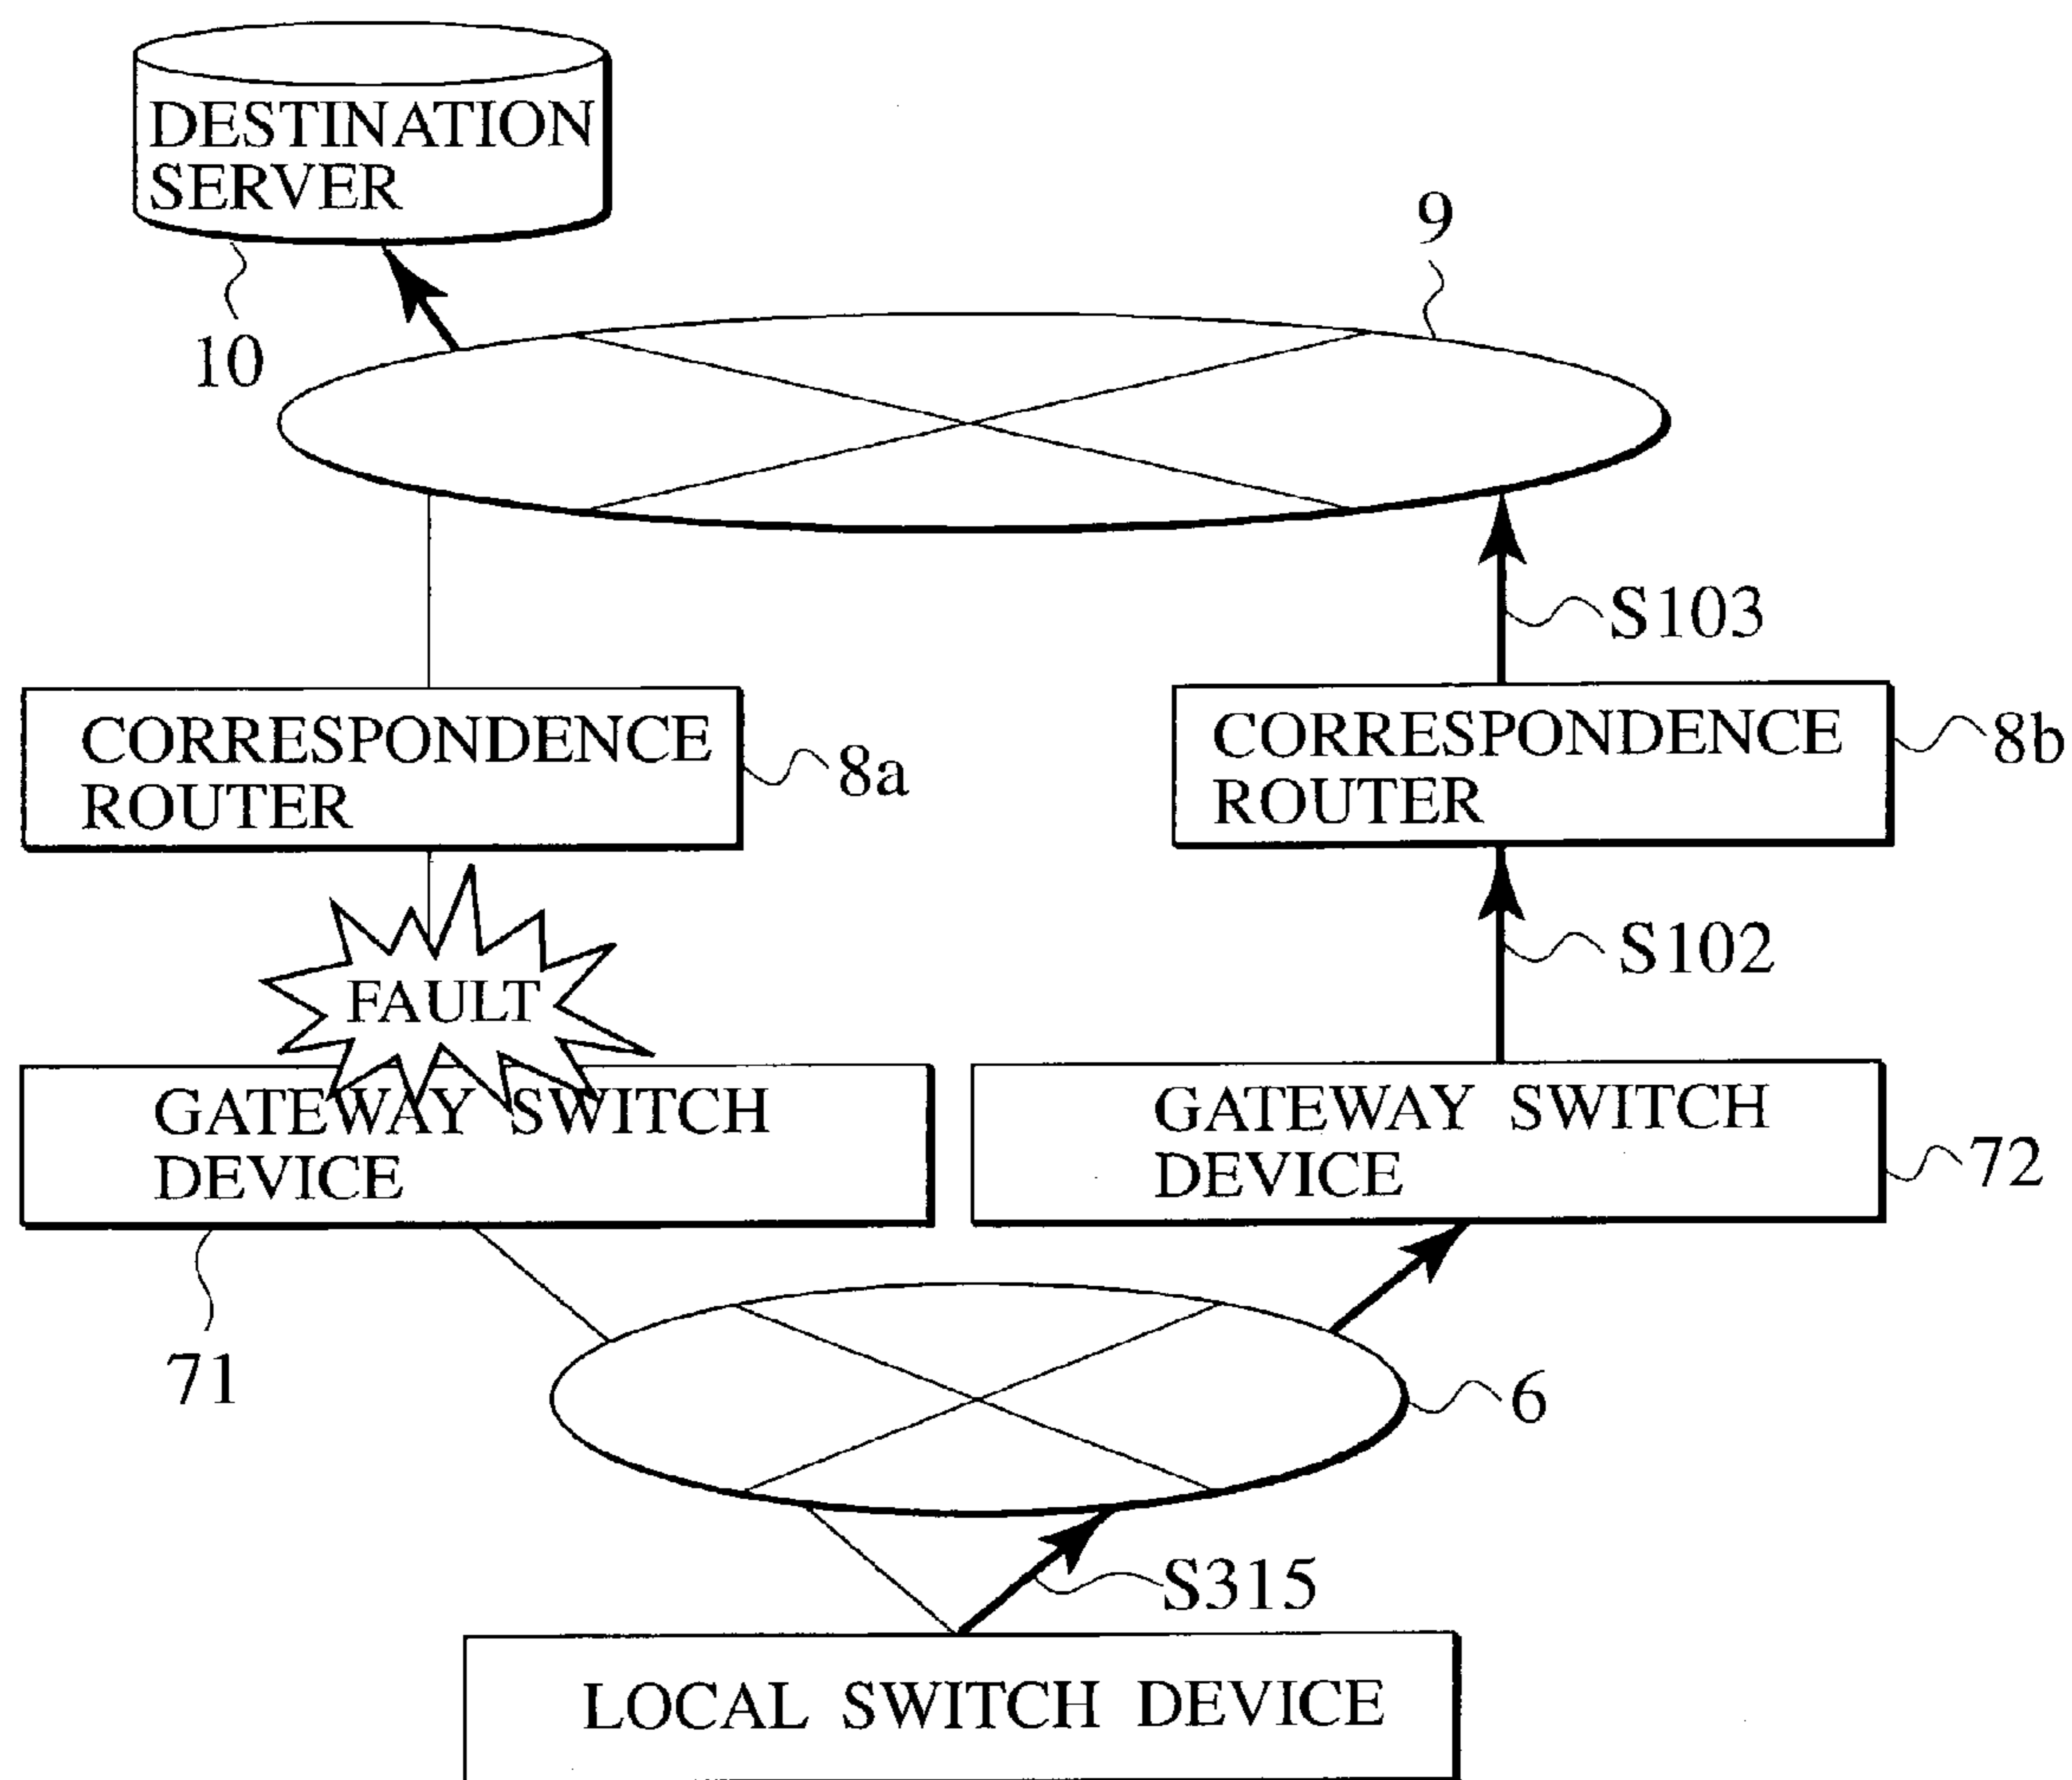 DESTINATION
SERVER
9
10
S103
CORRESPONDENCE
ROUTER
8a
CORRESPONDENCE
ROUTER
8b
S102
FAULT
GATEWAY SWITCH
DEVICE
GATEWAY SWITCH
DEVICE
72
71
6
S315
LOCAL SWITCH DEVICE